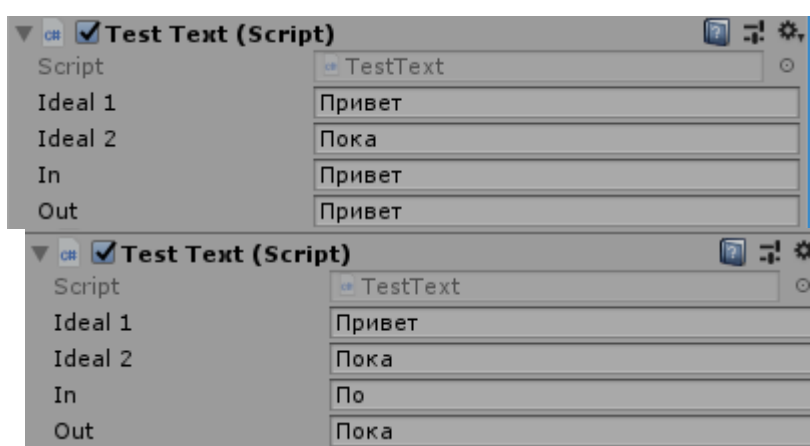 Test Text (Script)
Script TestText
Ideal 1 Привет
Ideal 2 Пока
In Привет
Out Привет
Test Text (Script)
Script TestText
Ideal 1 Привет
Ideal 2 Пока
In По
Out Пока